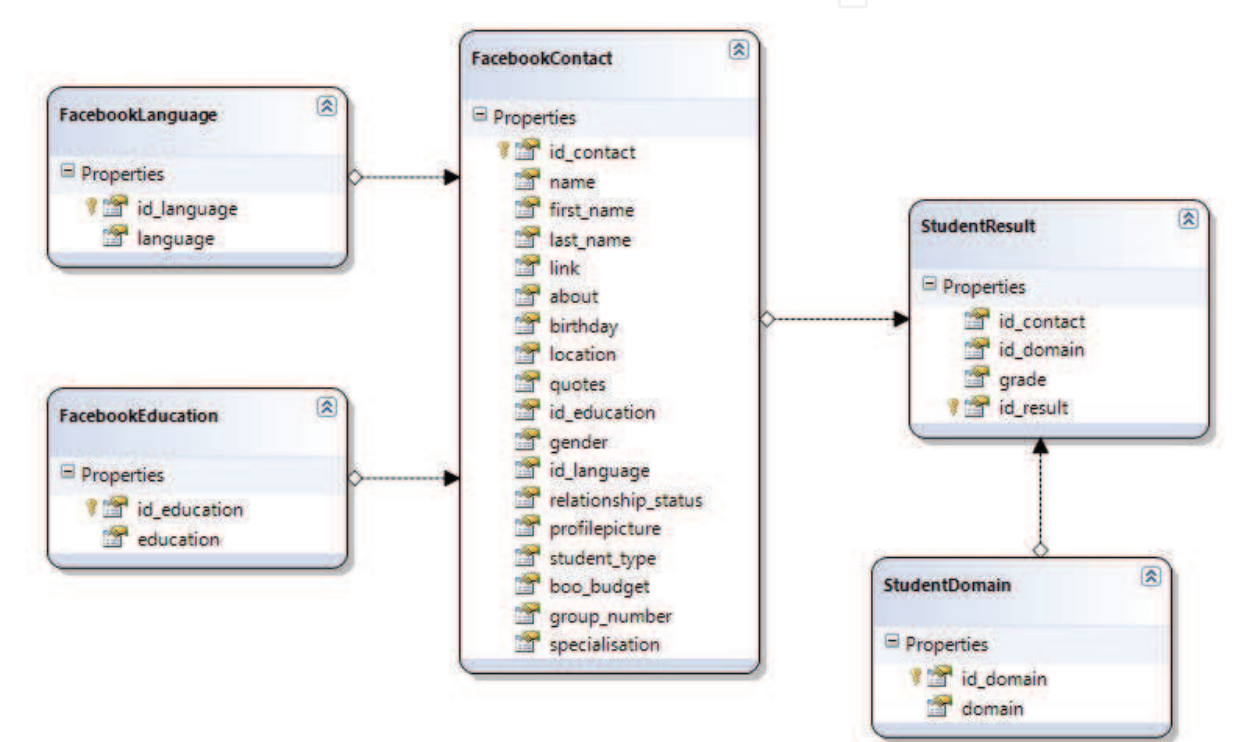 FacebookLanguage
Properties
id_language
language
FacebookEducation
Properties
id_education
education
FacebookContact
Properties
id_contact
name
first_name
last_name
link
about
birthday
location
quotes
id_education
gender
id_language
relationship_status
profilepicture
student_type
boo_budget
group_number
specialisation
StudentResult
Properties
id_contact
id_domain
grade
id_result
StudentDomain
Properties
id_domain
domain